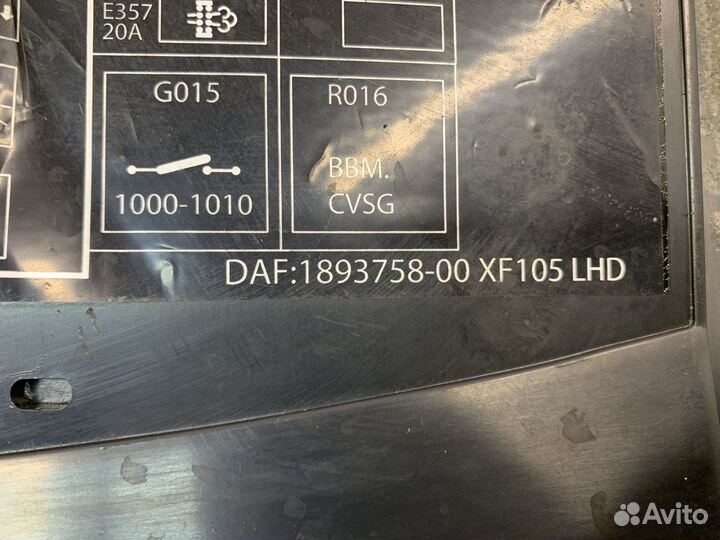 E357
20A
G015
R016
1000-1010
BBM.
CVSG
DAF:1893758-00 XF105 LHD
Avito